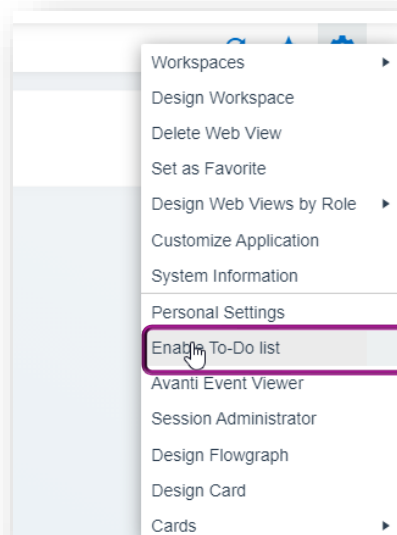 Workspaces
Design Workspace
Delete Web View
Set as Favorite
Design Web Views by Role
Customize Application
System Information
Personal Settings
Enable To-Do list
Avanti Event Viewer
Session Administrator
Design Flowgraph
Design Card
Cards